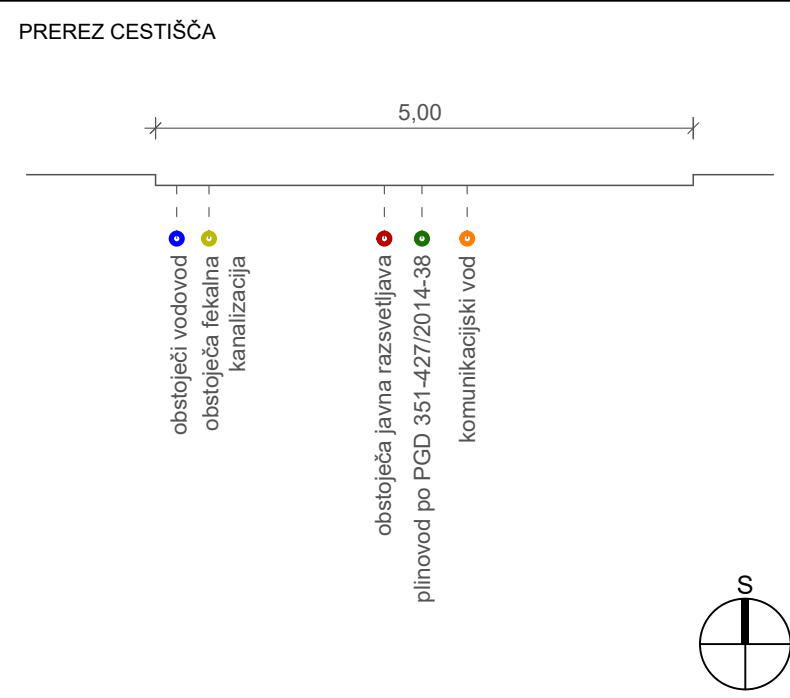 PREREZ CESTIŠČA
5,00
obstoječi vodovod
obstoječa fekalna
kanalizacija
obstoječa javna razsvetljava
plinovod po PGD 351-427/2014-38
komunikacijski vod
S